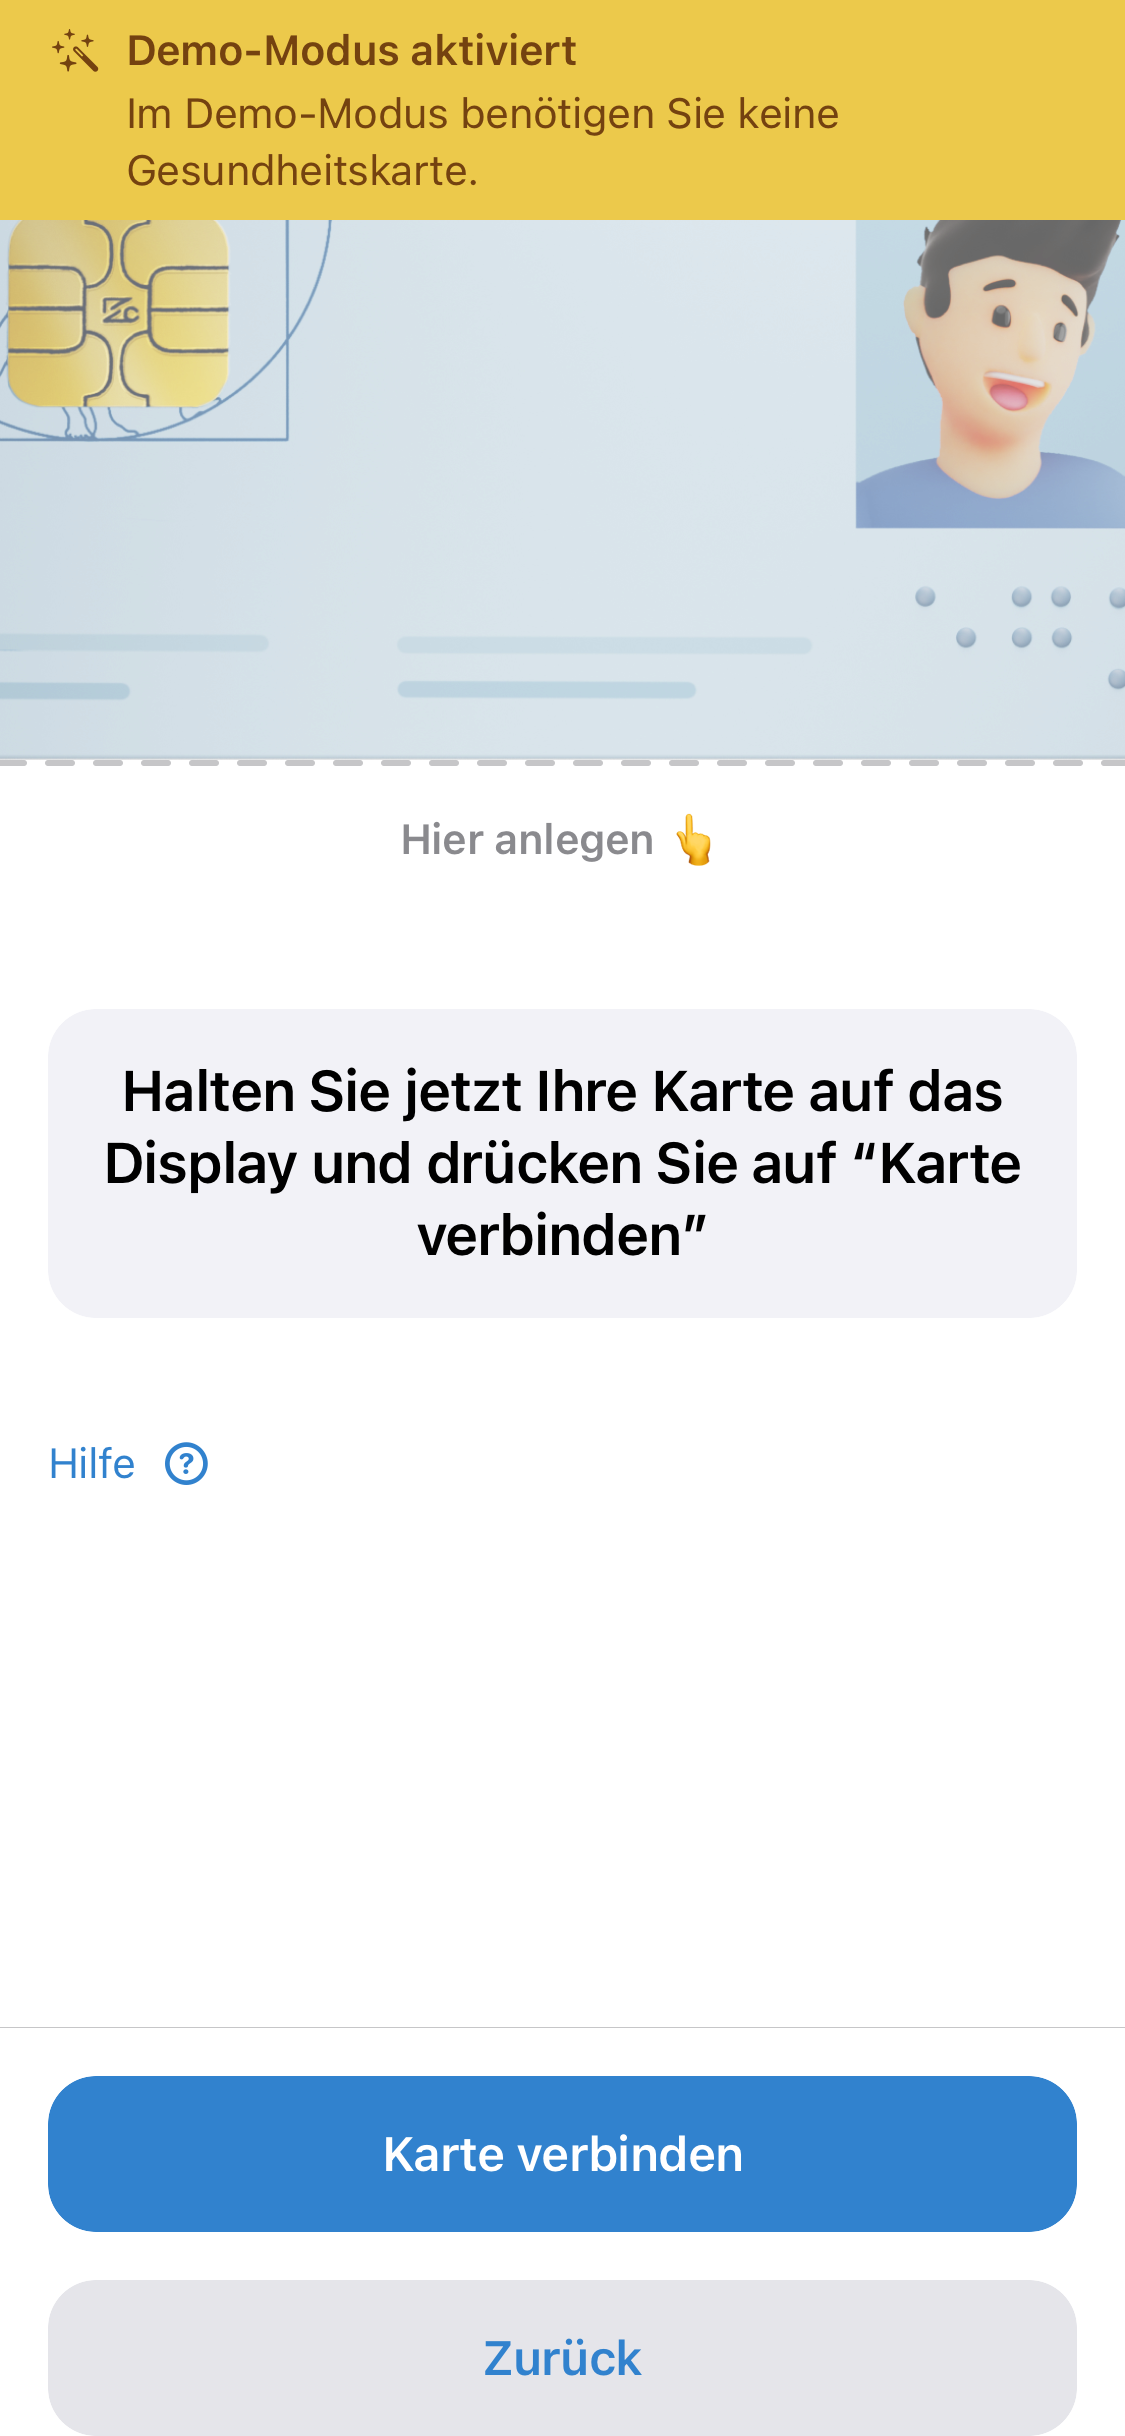 Demo-Modus aktiviert
Im Demo-Modus benötigen Sie keine
Gesundheitskarte.
Hier anlegen 👆
Halten Sie jetzt Ihre Karte auf das
Display und drücken Sie auf “Karte
verbinden”
Hilfe ?
Karte verbinden
Zurück